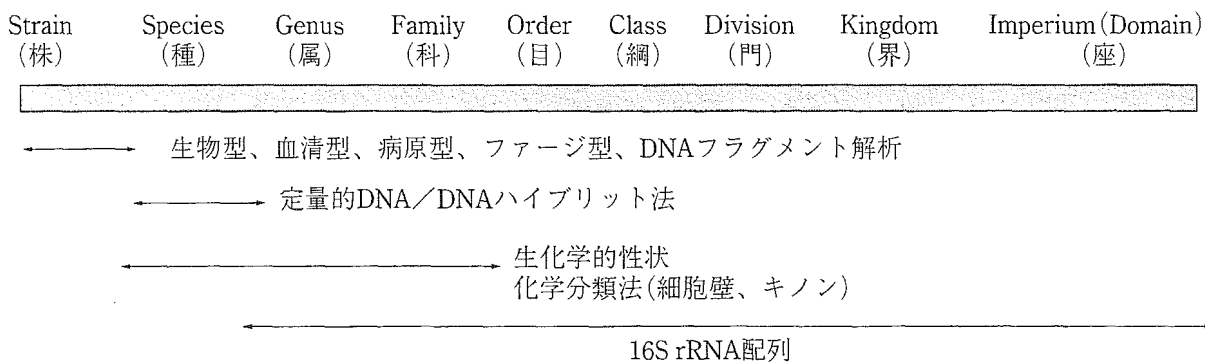 Strain Species Genus Family Order Class Division Kingdom Imperium(Domain)
(株) (種) (属) (科) (目) (綱) (門) (界) (座)
生物型、血清型、病原型、ファージ型、DNAフラグメント解析
定量的DNA／DNAハイブリット法
生化学的性状
化学分類法(細胞壁、キノン)
16S rRNA配列